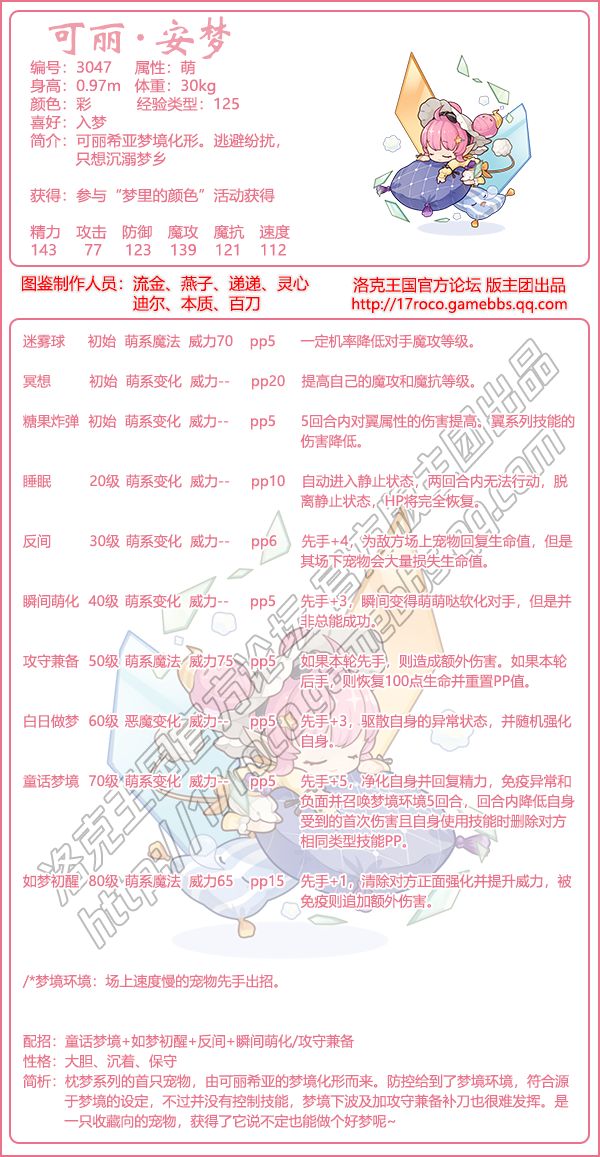 可丽·安梦
编号：3047 属性：萌
身高：0.97m 体重：30kg
颜色：彩 经验类型：125
喜好：入梦
简介：可丽希亚梦境化形。逃避纷扰，
只想沉溺梦乡
获得：参与“梦里的颜色”活动获得
精力 攻击 防御 魔攻 魔抗 速度
143 77 123 139 121 112
图鉴制作人员：流金、燕子、递递、灵心
迪尔、本质、百刀
洛克王国官方论坛 版主团出品
http://17roco.gamebbs.qq.com
迷雾球 初始 萌系魔法 威力70 pp5 一定机率降低对手魔攻等级。
冥想 初始 萌系变化 威力-- pp20 提高自己的魔攻和魔抗等级。
糖果炸弹 初始 萌系变化 威力-- pp5 5回合内对翼属性的伤害提高。翼系列技能的
伤害降低。
睡眠 20级 萌系变化 威力-- pp10 自动进入静止状态，两回合内无法行动，脱
离静止状态，HP将完全恢复。
反间 30级 萌系变化 威力-- pp6 先手+4，为敌方场上宠物回复生命值，但是
其场下宠物会大量损失生命值。
瞬间萌化 40级 萌系变化 威力-- pp5 先手+3，瞬间变得萌萌哒软化对手，但是并
非总能成功。
攻守兼备 50级 萌系魔法 威力75 pp5 如果本轮先手，则造成额外伤害。如果本轮
后手，则恢复100点生命并重置PP值。
白日做梦 60级 恶魔变化 威力-- pp5 先手+3，驱散自身的异常状态，并随机强化
自身。
童话梦境 70级 萌系变化 威力-- pp5 先手+5，净化自身并回复精力，免疫异常和
负面并召唤梦境环境5回合，回合内降低自身
受到的首次伤害且自身使用技能时删除对方
相同类型技能PP。
如梦初醒 80级 萌系魔法 威力65 pp15 先手+1，清除对方正面强化并提升威力，被
免疫则追加额外伤害。
/*梦境环境：场上速度慢的宠物先手出招。
配招：童话梦境+如梦初醒+反间+瞬间萌化/攻守兼备
性格：大胆、沉着、保守
简析：枕梦系列的首只宠物，由可丽希亚的梦境化形而来。防控给到了梦境环境，符合源
于梦境的设定，不过并没有控制技能，梦境下波及加攻守兼备补刀也很难发挥。是
一只收藏向的宠物，获得了它说不定也能做个好梦呢~
洛克王国官方论坛 官方版主团出品
http://17roco.gamebbs.qq.com